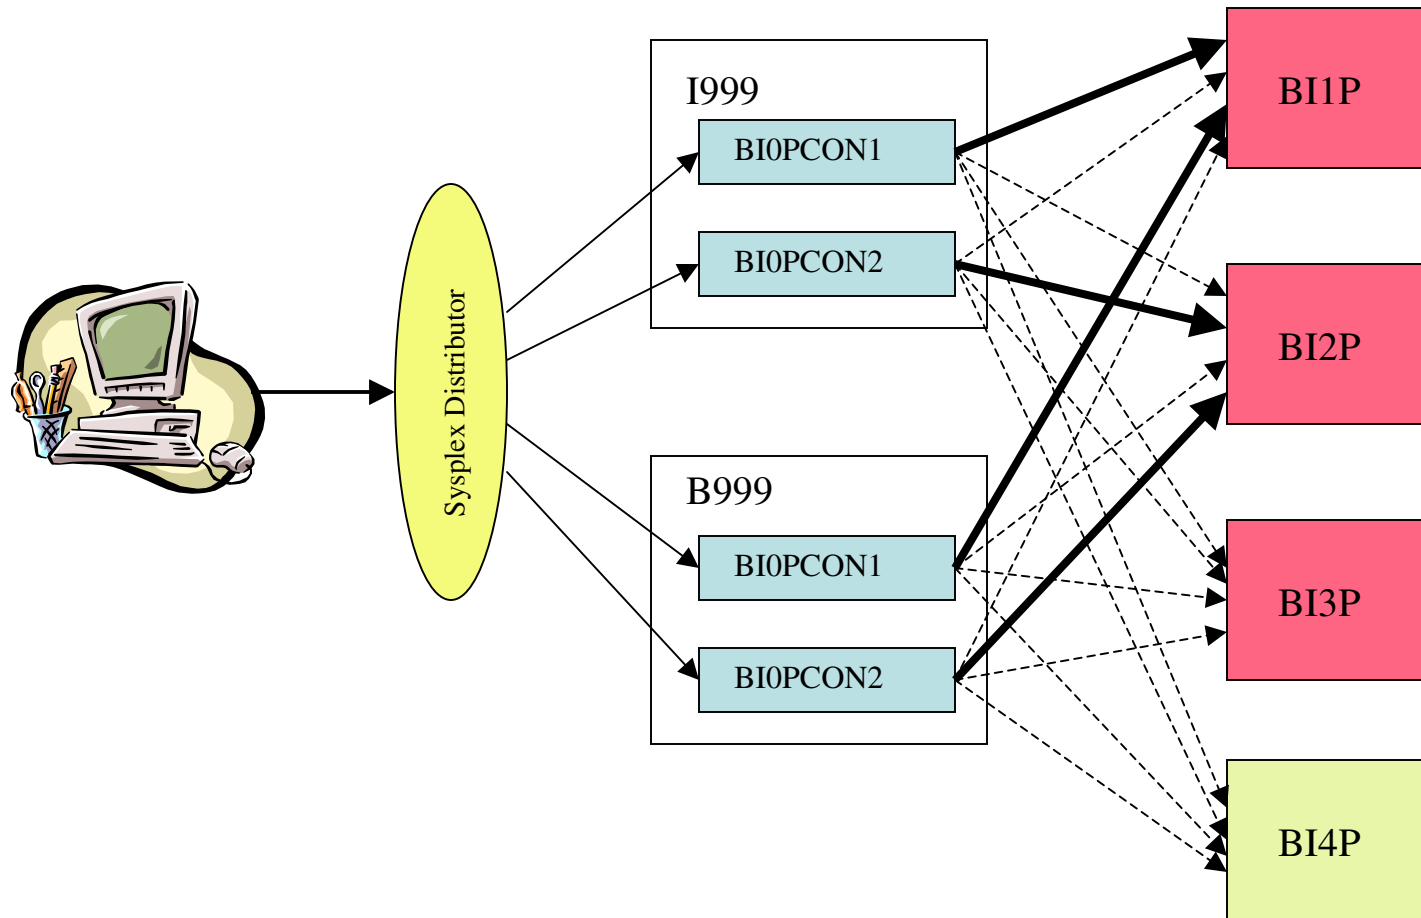 Sysplex Distributor
I999
BI0PCON1
BI0PCON2
B999
BI0PCON1
BI0PCON2
BI1P
BI2P
BI3P
BI4P